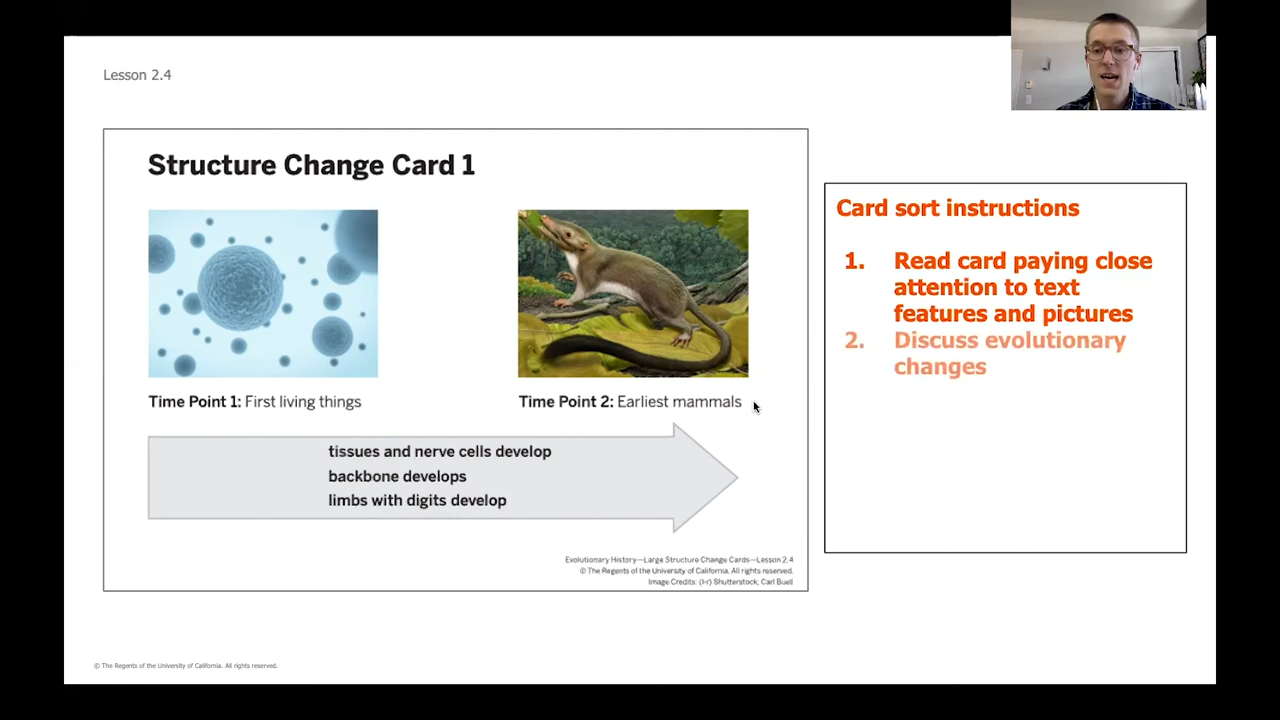 Lesson 2.4
Structure Change Card 1
Time Point 1: First living things
Time Point 2: Earliest mammals
tissues and nerve cells develop
backbone develops
limbs with digits develop
Evolutionary History—Large Structure Change Cards—Lesson 2.4
© The Regents of the University of California. All rights reserved.
Image Credits: (l-r) Shutterstock, Carl Buell
Card sort instructions
1. Read card paying close
attention to text
features and pictures
2. Discuss evolutionary
changes
© The Regents of the University of California. All rights reserved.